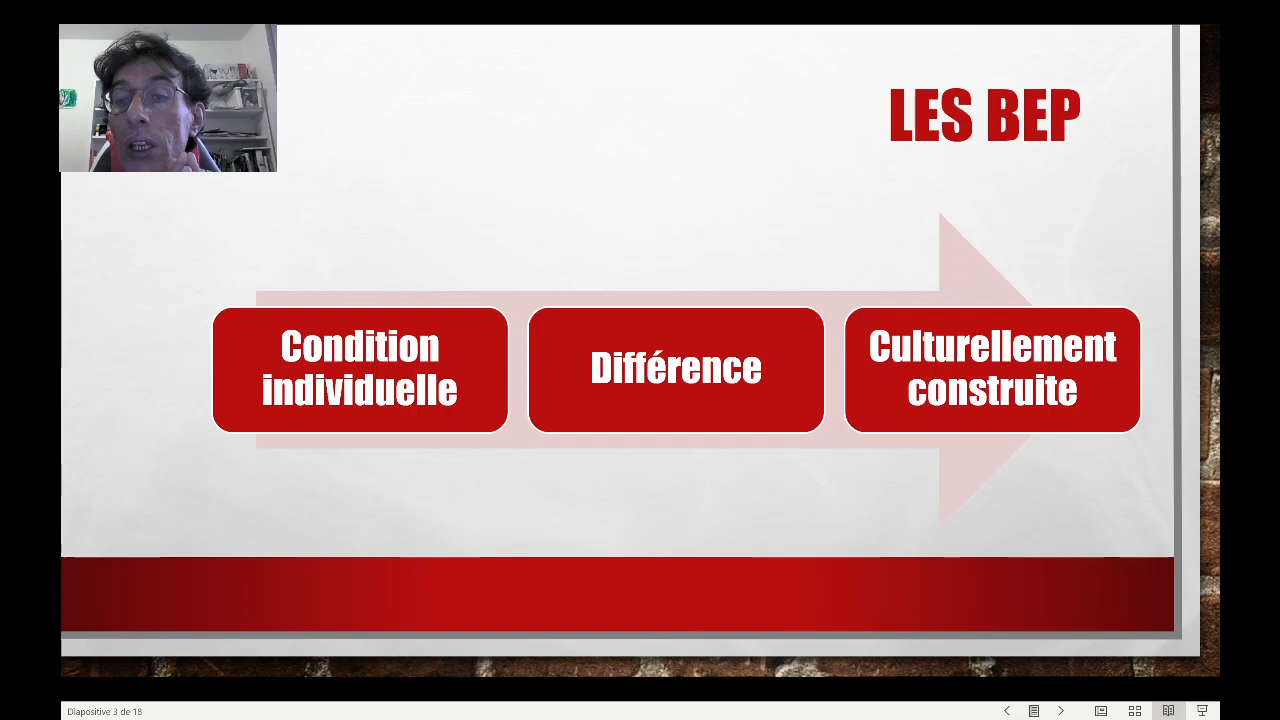 LES BEP
Condition
individuelle
Différence
Culturellement
construite
Diapositive 3 de 18